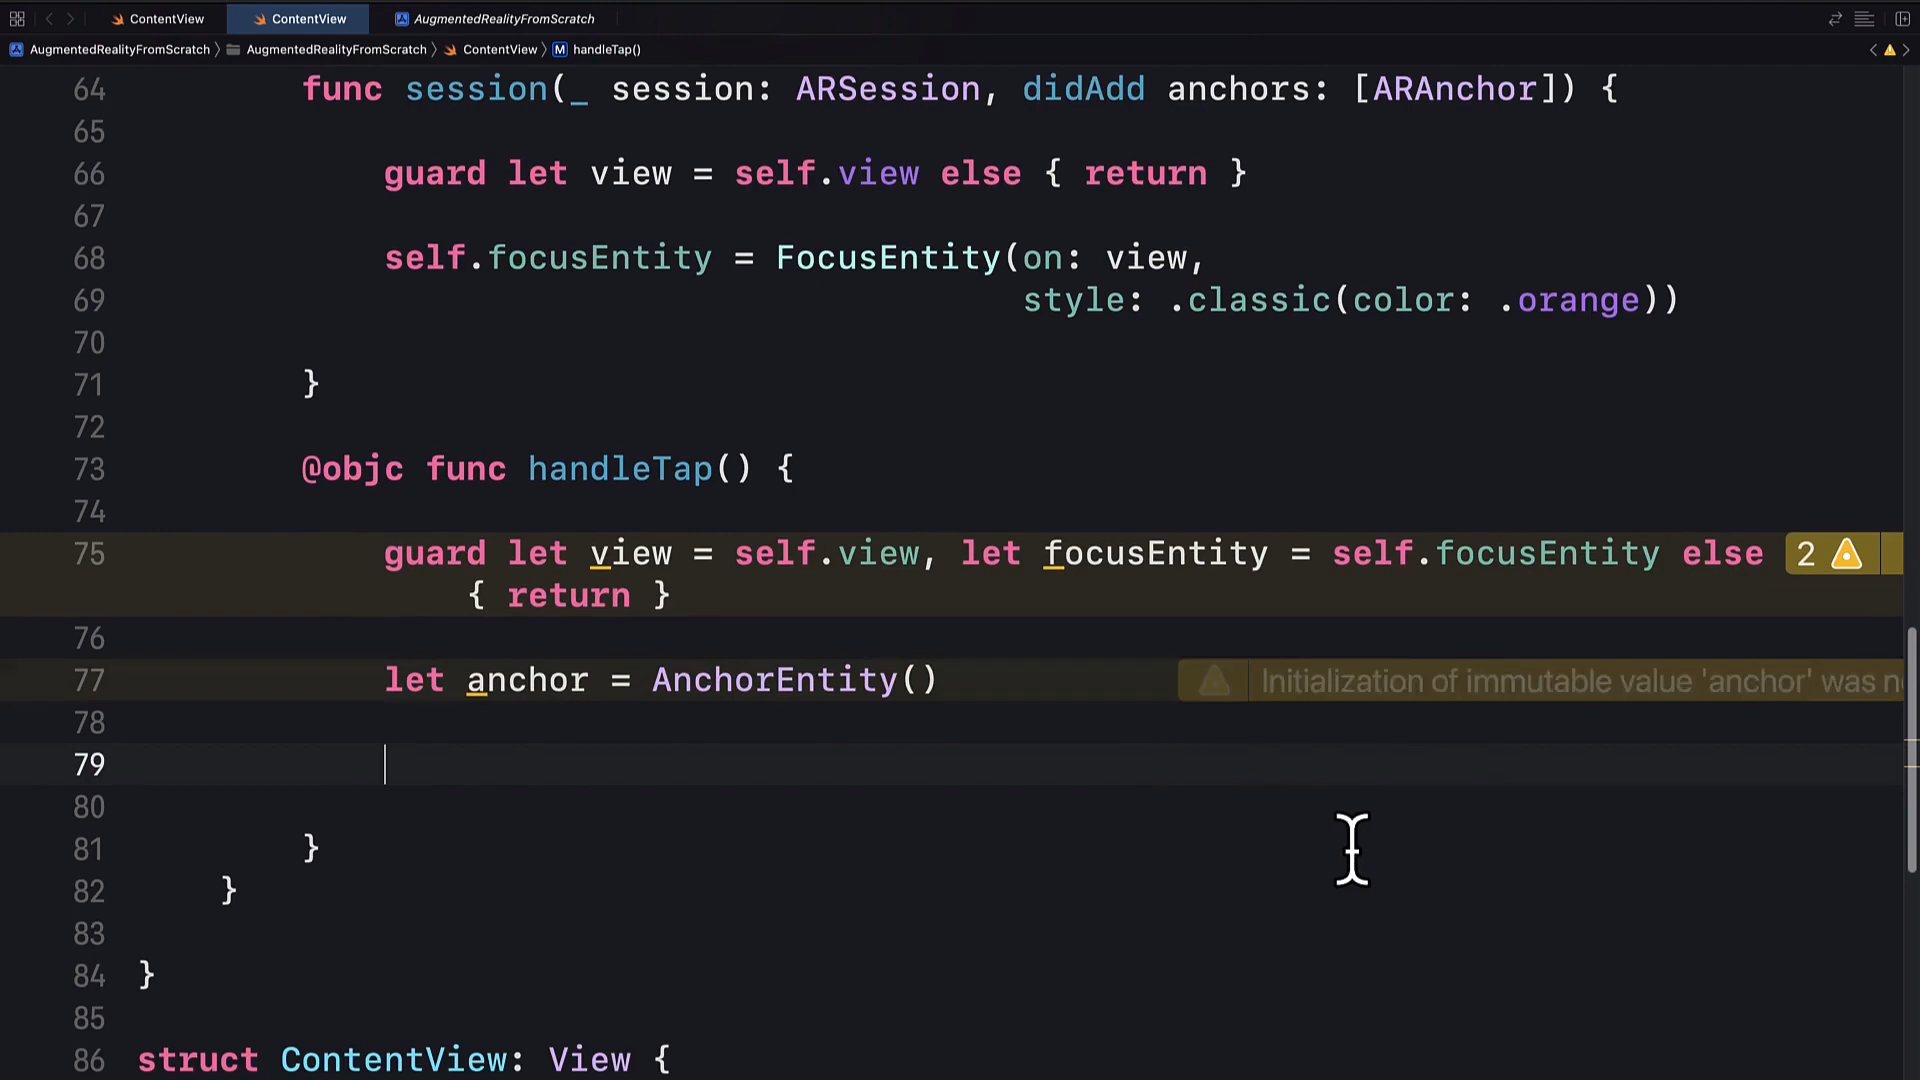 ContentView ContentView AugmentedRealityFromScratch
AugmentedRealityFromScratch AugmentedRealityFromScratch ContentView M handleTap()
64 func session(_ session: ARSession, didAdd anchors: [ARAnchor]) {
65
66 guard let view = self.view else { return }
67
68 self.focusEntity = FocusEntity(on: view,
69 style: .classic(color: .orange))
70
71 }
72
73 @objc func handleTap() {
74
75 guard let view = self.view, let focusEntity = self.focusEntity else 2
{ return }
76
77 let anchor = AnchorEntity() Initialization of immutable value 'anchor' was
78
79
80
81 }
82 }
83
84 }
85
86 struct ContentView: View {